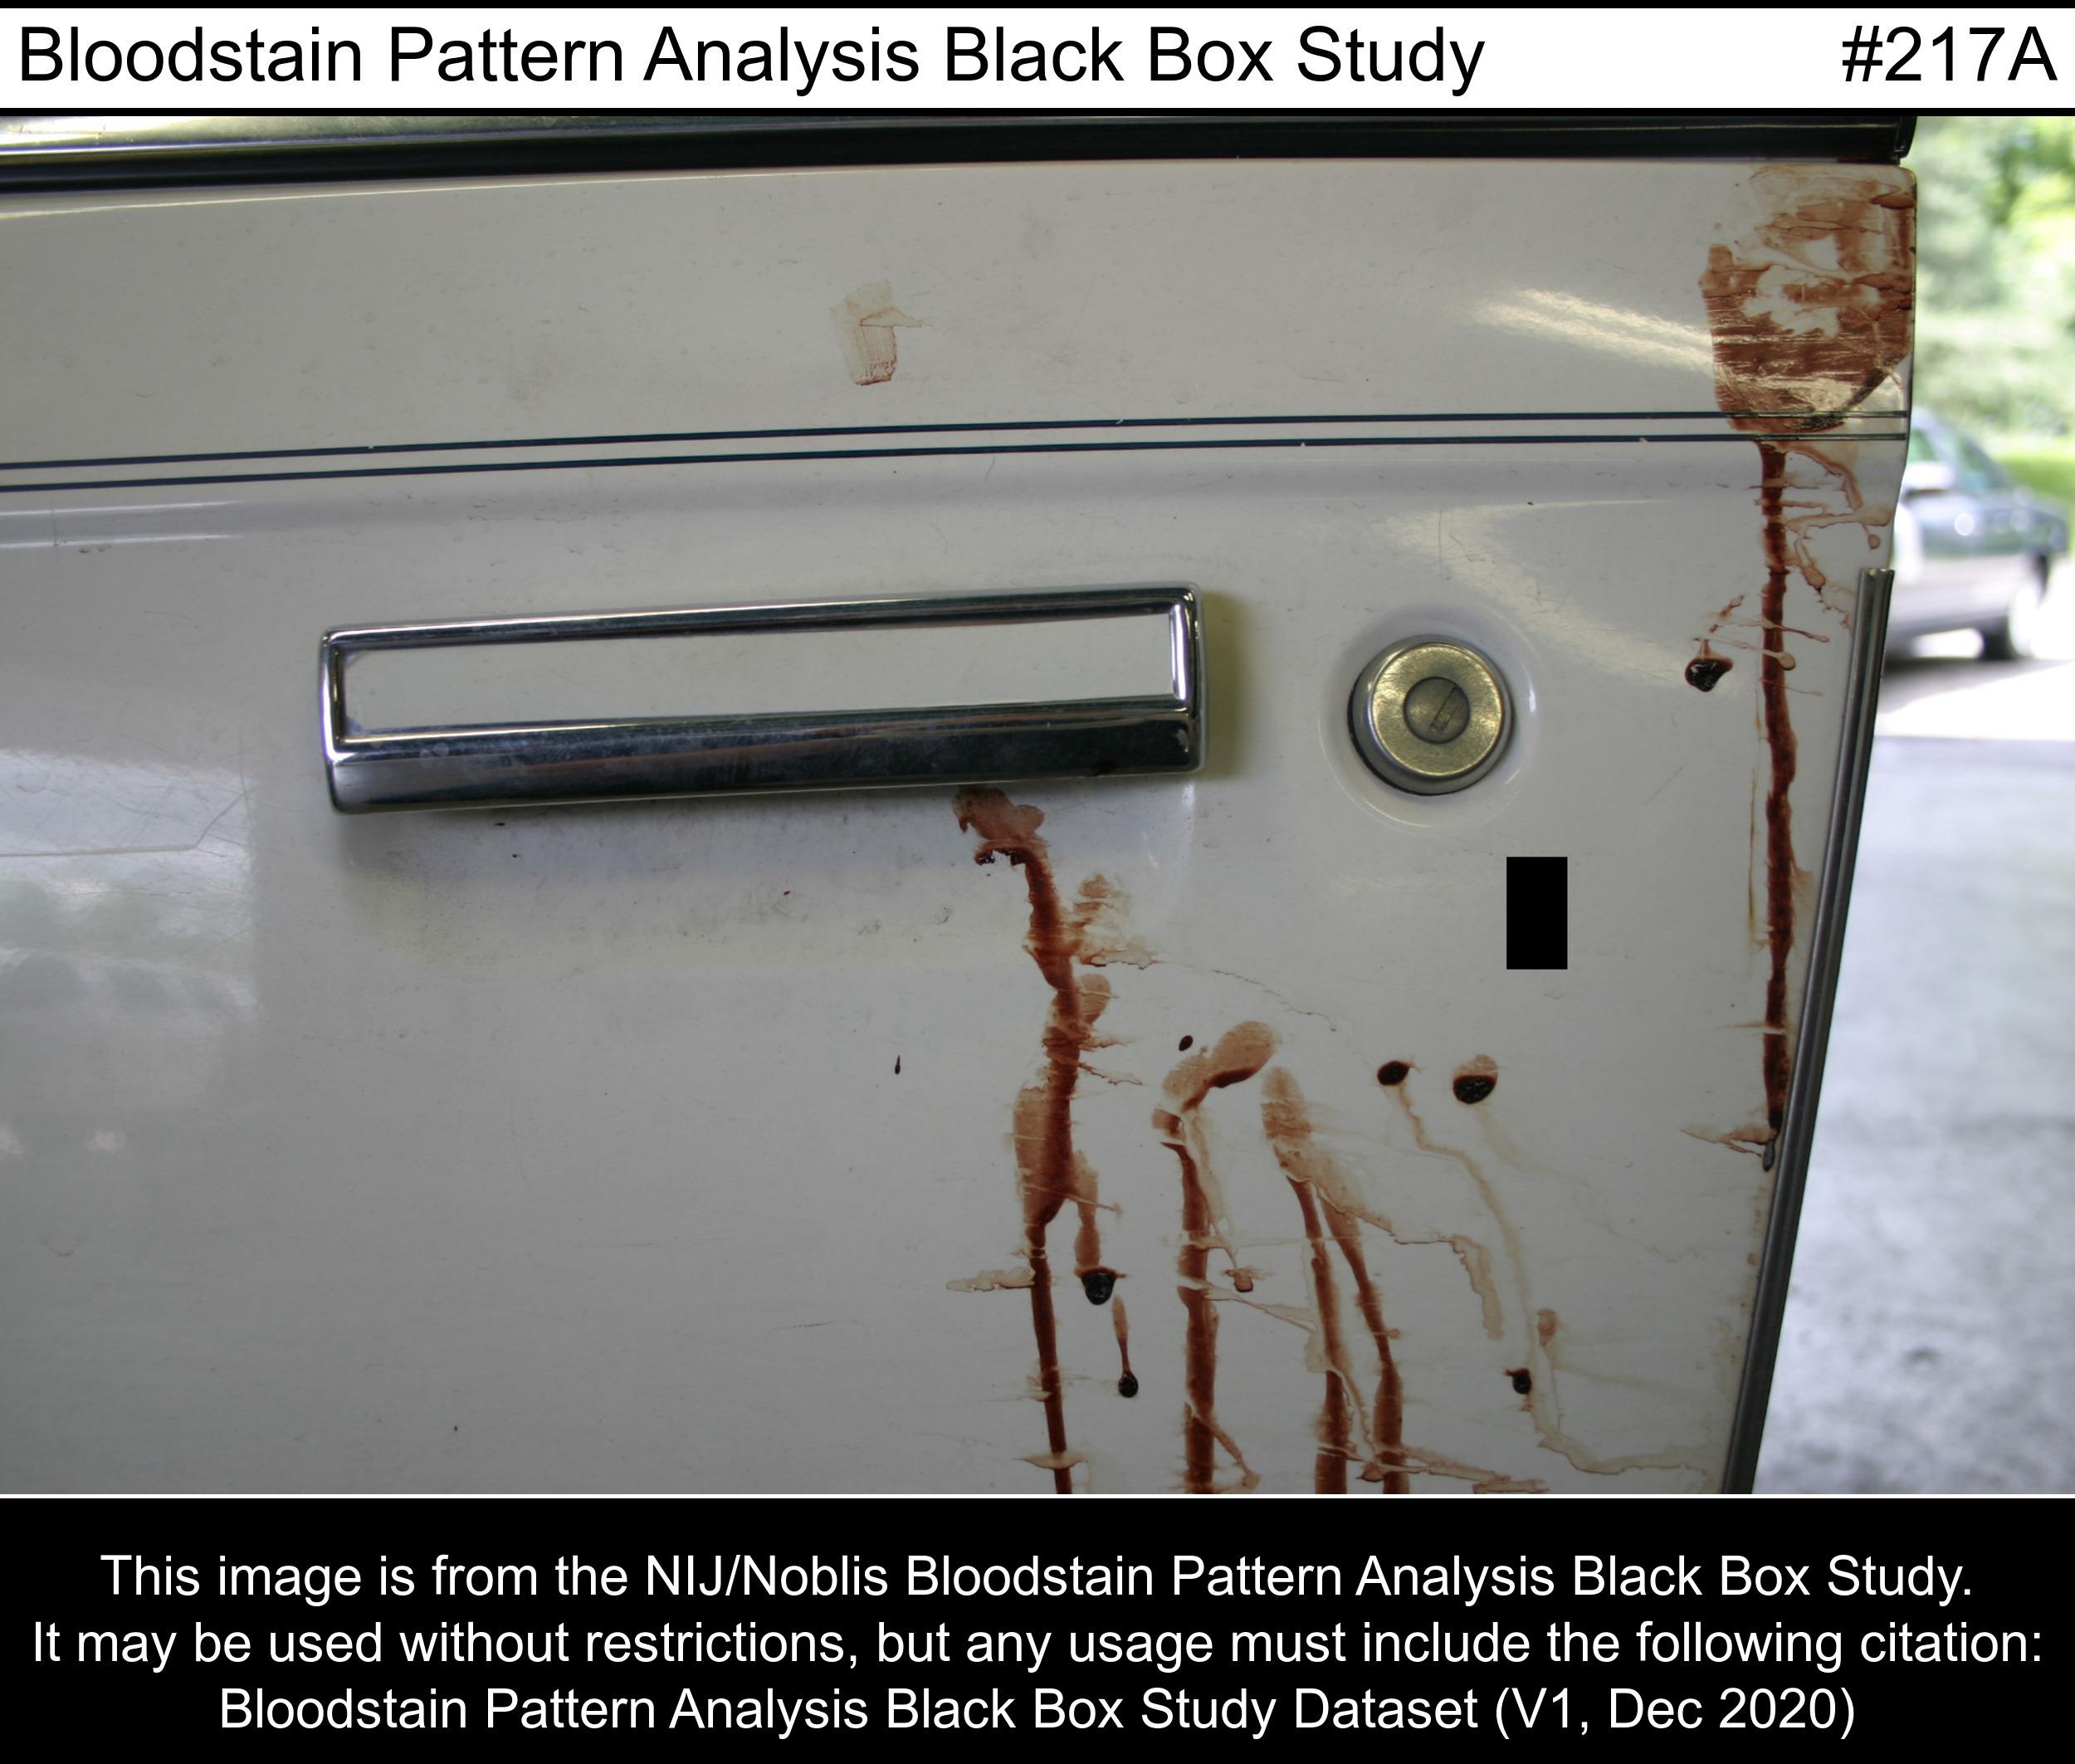 Bloodstain Pattern Analysis Black Box Study #217A
This image is from the NIJ/Noblis Bloodstain Pattern Analysis Black Box Study.
It may be used without restrictions, but any usage must include the following citation:
Bloodstain Pattern Analysis Black Box Study Dataset (V1, Dec 2020)